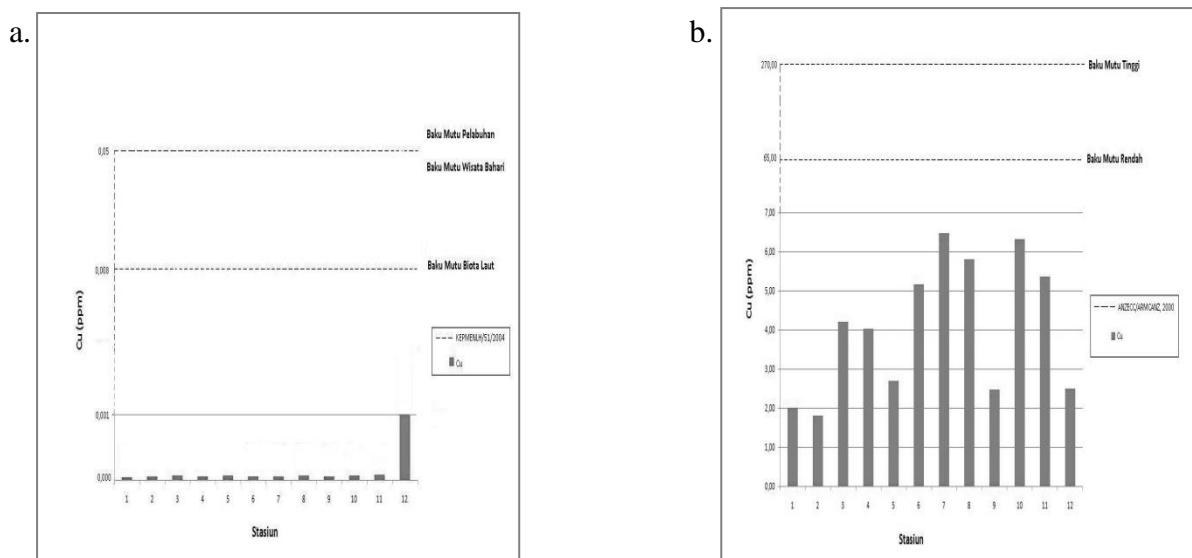 a.
Baku Mutu Pelabuhan
0,05
Baku Mutu Wisata Bahari
0,008
Baku Mutu Biota Laut
Cu (ppm)
KEPMENLH/51/2004
Cu
0,001
0,000
1 2 3 4 5 6 7 8 9 10 11 12
Stasiun
b.
270,00
Baku Mutu Tinggi
65,00
Baku Mutu Rendah
7,00
6,00
5,00
4,00
3,00
2,00
1,00
0,00
Cu (ppm)
ANZECC/ARMCANZ, 2000
Cu
1 2 3 4 5 6 7 8 9 10 11 12
Stasiun